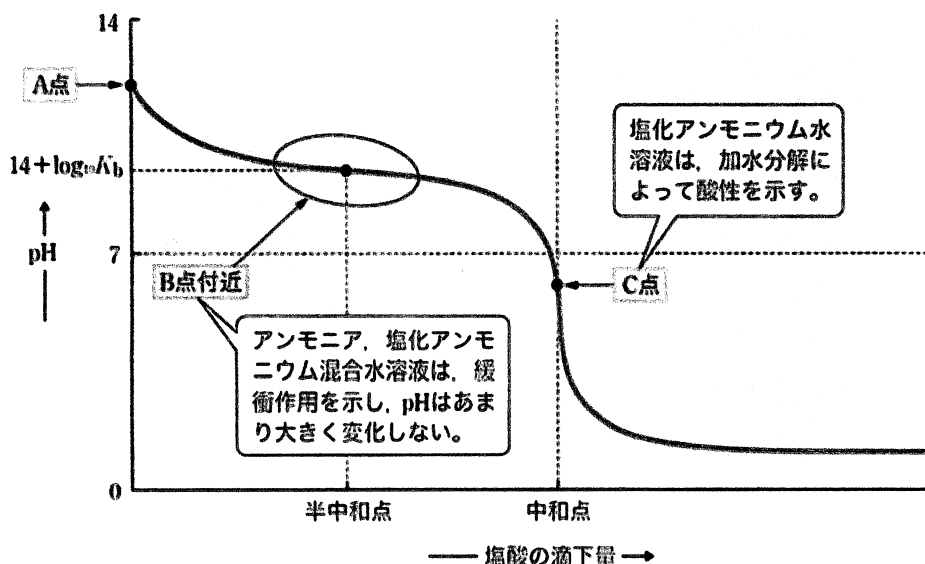 14
A点
14+log₁₀Kb
pH
7
0
B点付近
アンモニア，塩化アンモ
ニウム混合水溶液は，緩
衝作用を示し，pHはあま
り大きく変化しない。
塩化アンモニウム水
溶液は，加水分解に
よって酸性を示す。
C点
半中和点
中和点
塩酸の滴下量